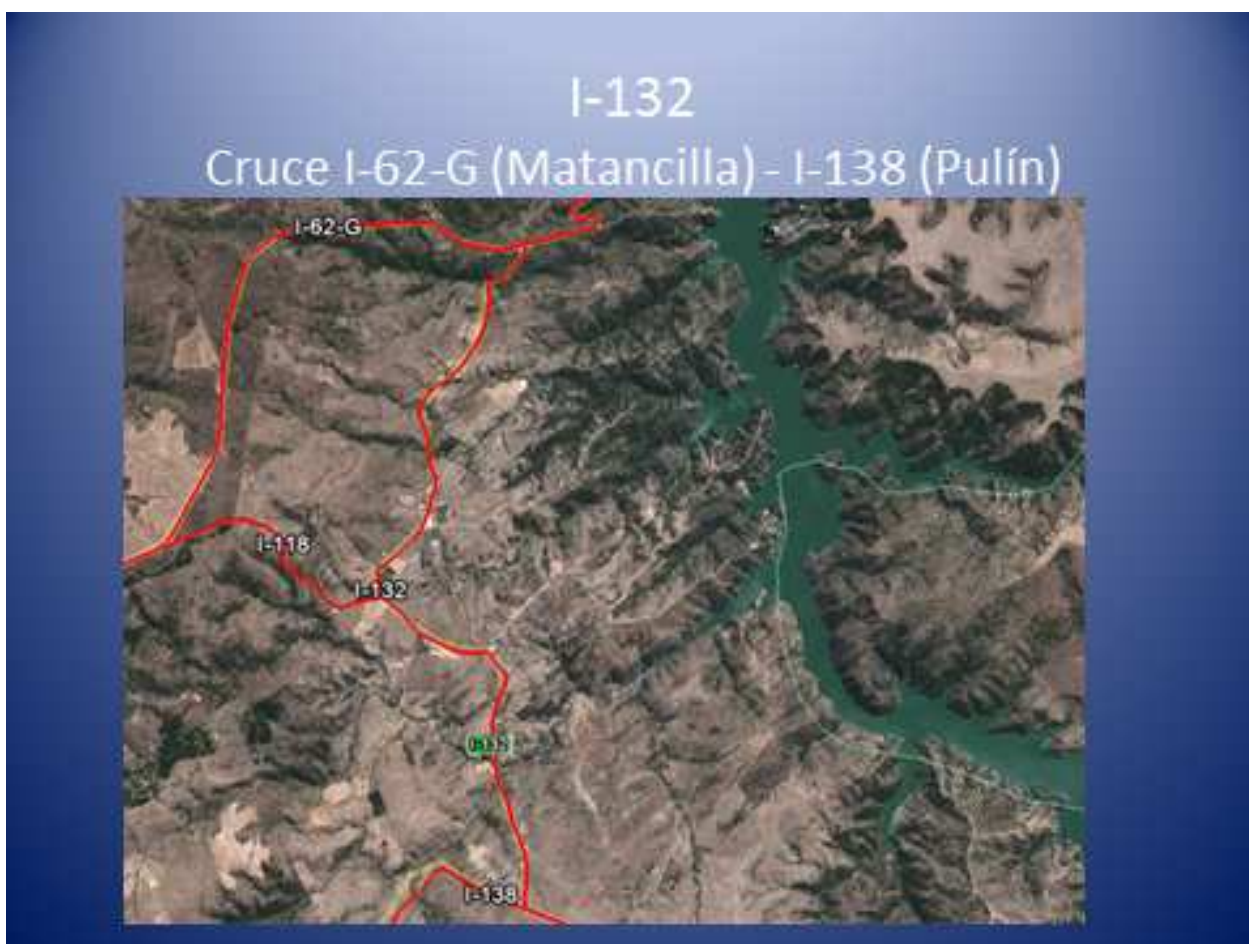 I-132
Cruce I-62-G (Matancilla) - I-138 (Pulín)
I-62-G
I-118
I-132
I-138